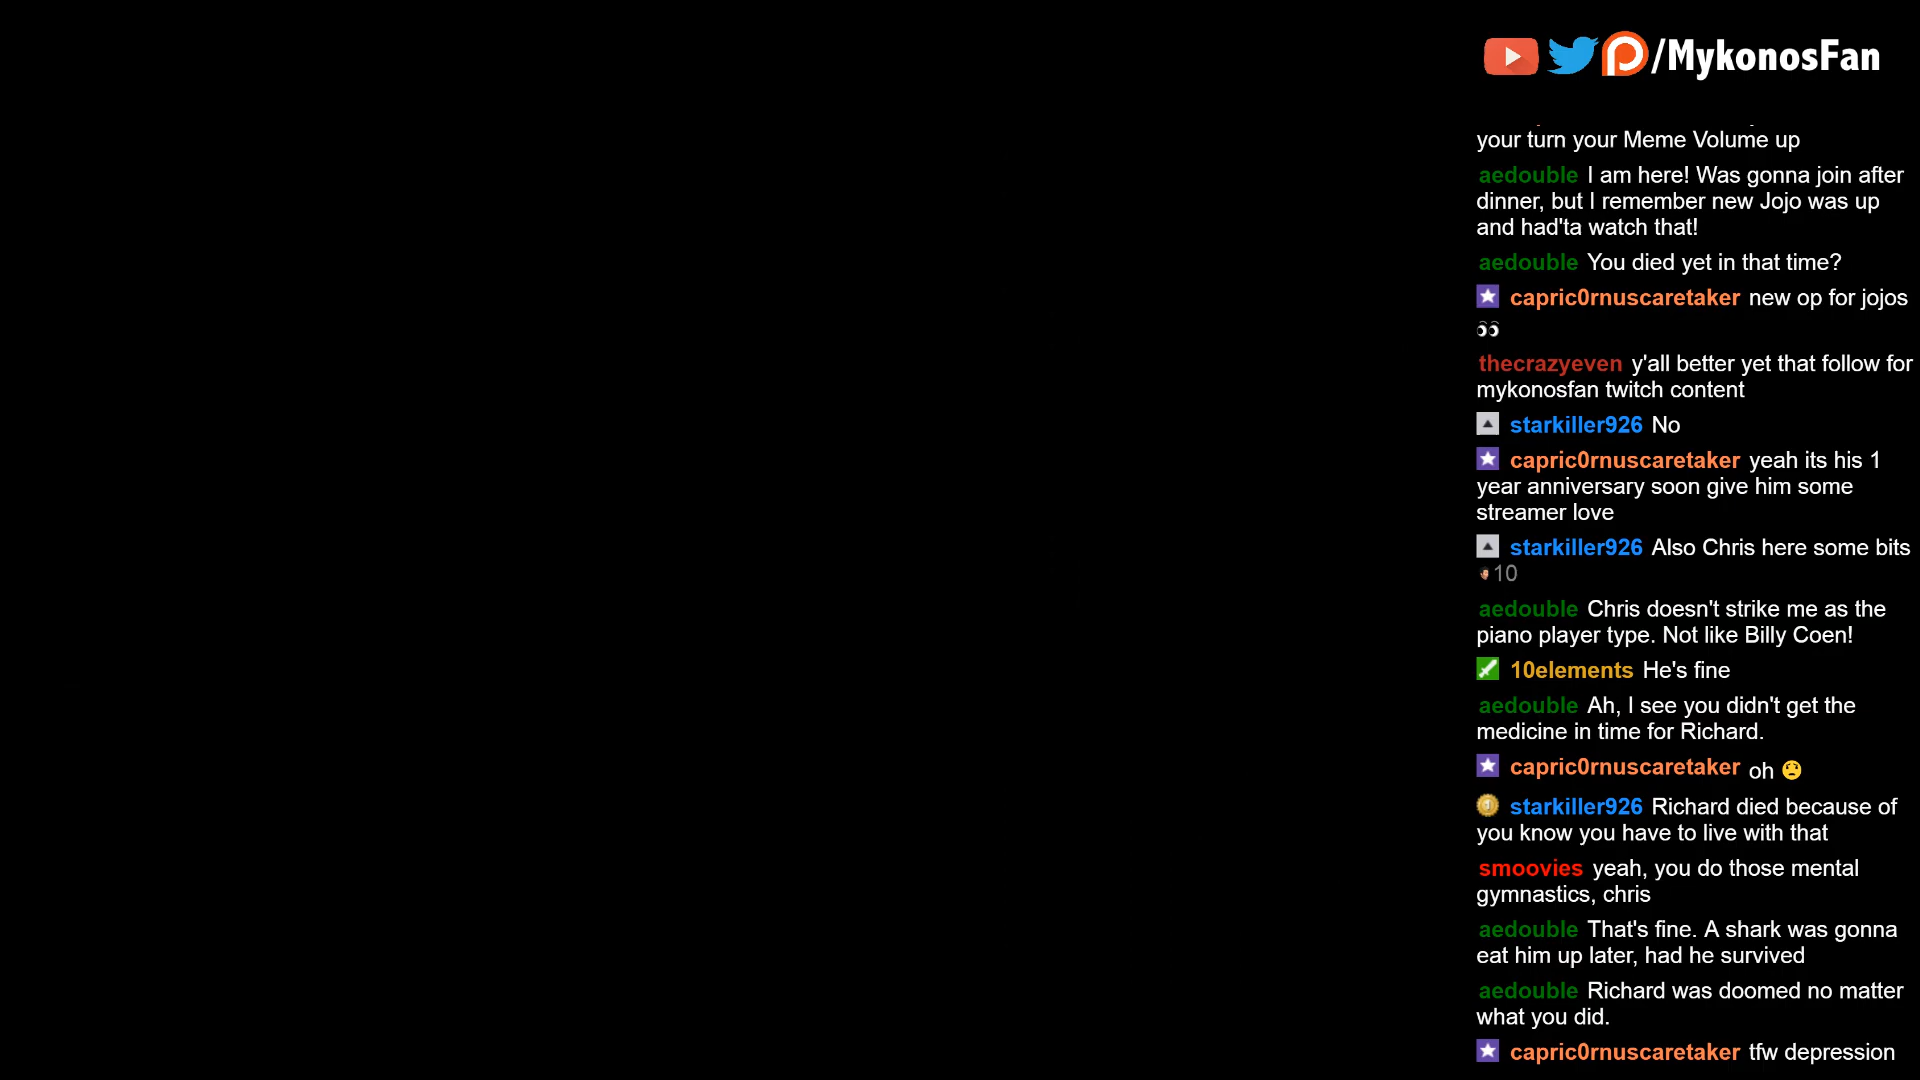 /MykonosFan
your turn your Meme Volume up
aedouble I am here! Was gonna join after
dinner, but I remember new Jojo was up
and had'ta watch that!
aedouble You died yet in that time?
capric0rnuscaretaker new op for jojos
👀
thecrazyeven y'all better yet that follow for
mykonosfan twitch content
starkiller926 No
capric0rnuscaretaker yeah its his 1
year anniversary soon give him some
streamer love
starkiller926 Also Chris here some bits
10
aedouble Chris doesn't strike me as the
piano player type. Not like Billy Coen!
10elements He's fine
aedouble Ah, I see you didn't get the
medicine in time for Richard.
capric0rnuscaretaker oh 😟
starkiller926 Richard died because of
you know you have to live with that
smoovies yeah, you do those mental
gymnastics, chris
aedouble That's fine. A shark was gonna
eat him up later, had he survived
aedouble Richard was doomed no matter
what you did.
capric0rnuscaretaker tfw depression